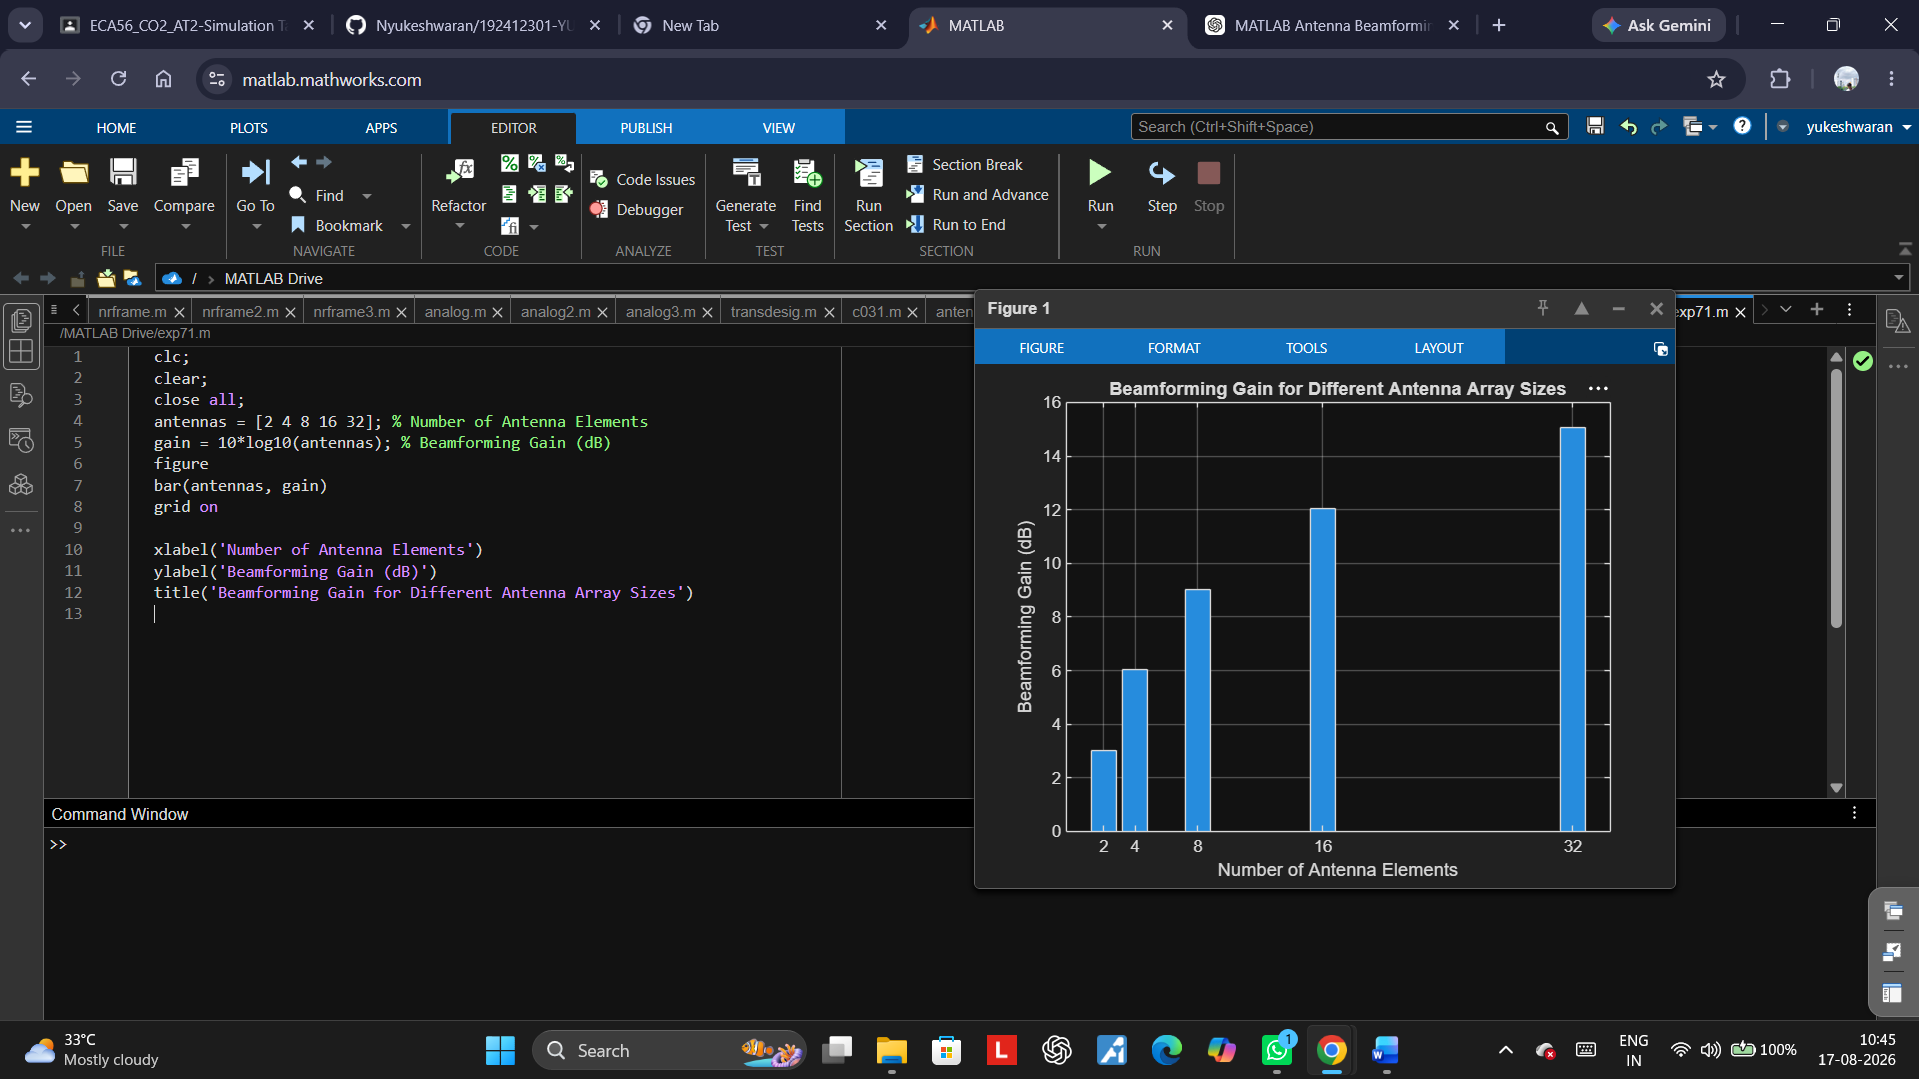 ECA56_CO2_AT2-Simulation T
Nyukeshwaran/192412301-YU
New Tab
MATLAB
MATLAB Antenna Beamformin
Ask Gemini
matlab.mathworks.com
HOME
PLOTS
APPS
EDITOR
PUBLISH
VIEW
Search (Ctrl+Shift+Space)
yukeshwaran
New
Open
Save
Compare
Go To
Find
Bookmark
Refactor
Code Issues
Debugger
Generate
Test
Find
Tests
Run
Section
Section Break
Run and Advance
Run to End
Run
Step
Stop
FILE
NAVIGATE
CODE
ANALYZE
TEST
SECTION
RUN
/ › MATLAB Drive
nrframe.m
nrframe2.m
nrframe3.m
analog.m
analog2.m
analog3.m
transdesig.m
c031.m
anten
exp71.m
/MATLAB Drive/exp71.m
1 clc;
2 clear;
3 close all;
4 antennas = [2 4 8 16 32]; % Number of Antenna Elements
5 gain = 10*log10(antennas); % Beamforming Gain (dB)
6 figure
7 bar(antennas, gain)
8 grid on
9
10 xlabel('Number of Antenna Elements')
11 ylabel('Beamforming Gain (dB)')
12 title('Beamforming Gain for Different Antenna Array Sizes')
13
Figure 1
FIGURE
FORMAT
TOOLS
LAYOUT
Beamforming Gain for Different Antenna Array Sizes
Beamforming Gain (dB)
16
14
12
10
8
6
4
2
0
2 4 8 16 32
Number of Antenna Elements
Command Window
>>
33°C
Mostly cloudy
Search
L
1
W
ENG
IN
100%
10:45
17-08-2026